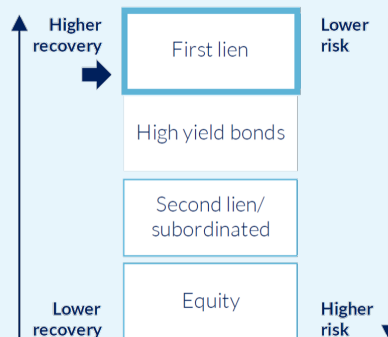 Higher
recovery
First lien
Lower
risk
High yield bonds
Second lien/
subordinated
Equity
Lower
recovery
Higher
risk